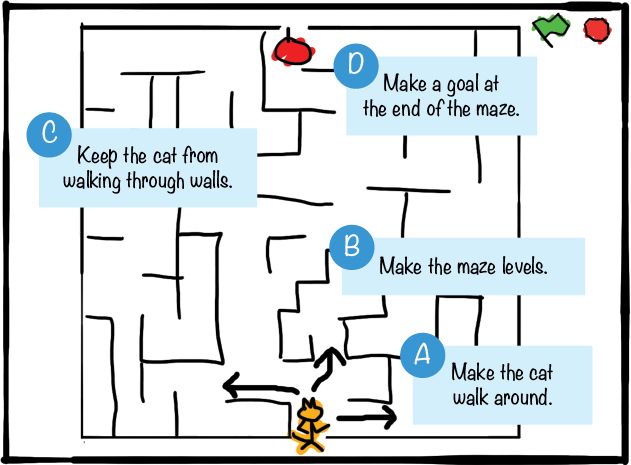 D
Make a goal at
the end of the maze.
C
Keep the cat from
walking through walls.
B
Make the maze levels.
A
Make the cat
walk around.